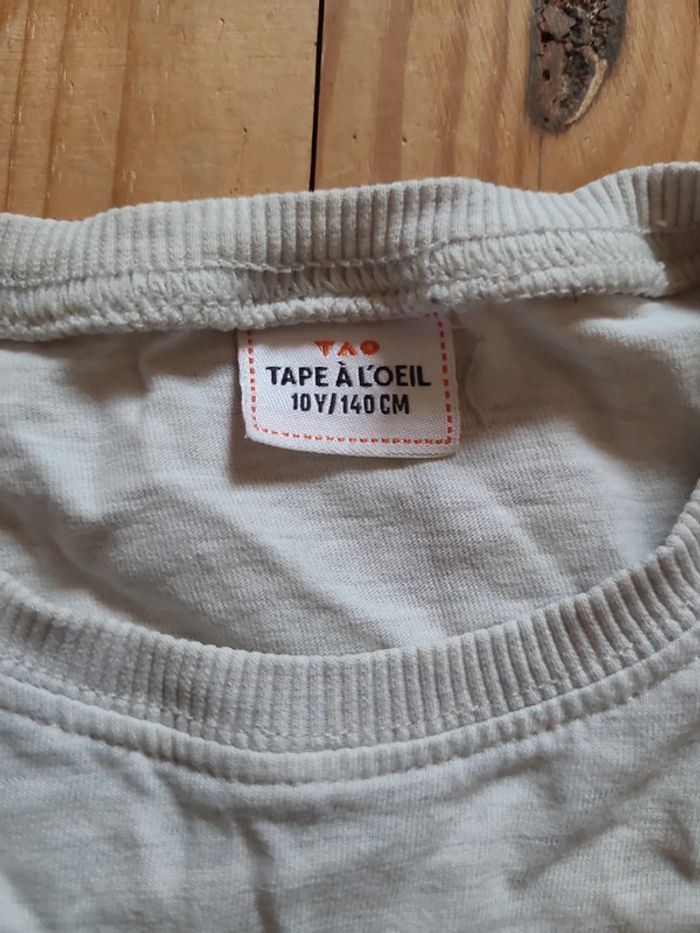 TAO
TAPE À L'OEIL
10Y/140CM